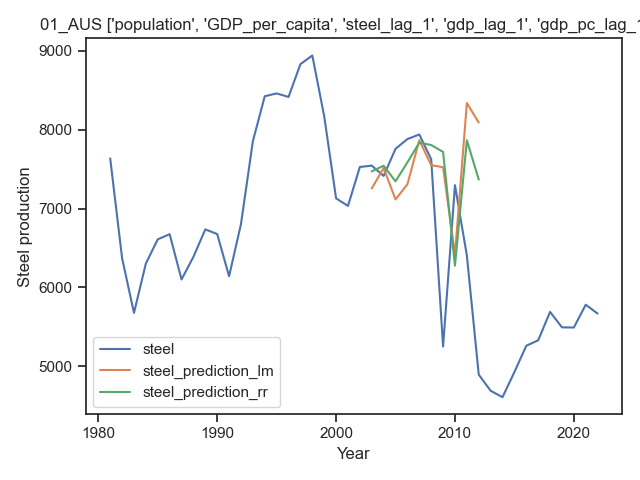 01_AUS ['population', 'GDP_per_capita', 'steel_lag_1', 'gdp_lag_1', 'gdp_pc_lag_1
9000
8000
7000
6000
5000
Steel production
steel
steel_prediction_lm
steel_prediction_rr
1980
1990
2000
2010
2020
Year